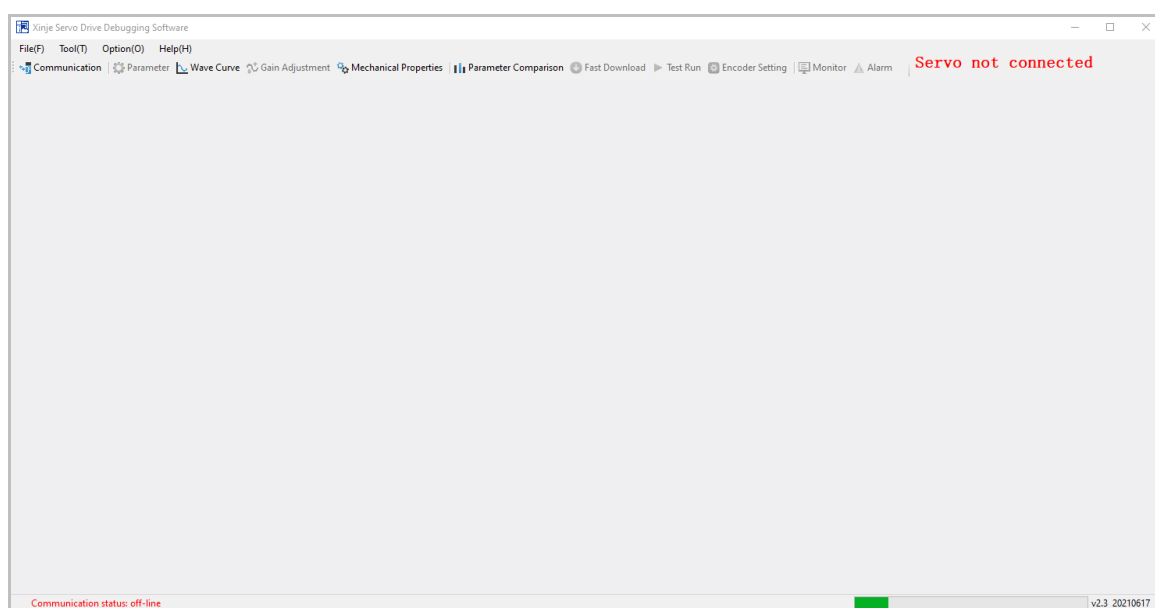 Xinje Servo Drive Debugging Software
File(F) Tool(T) Option(O) Help(H)
Communication Parameter Wave Curve Gain Adjustment Mechanical Properties Parameter Comparison Fast Download Test Run Encoder Setting Monitor Alarm Servo not connected
Communication status: off-line v2.3 20210617